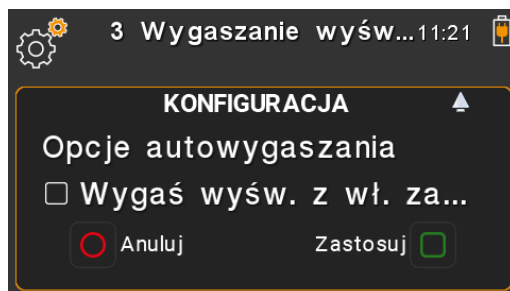 3 Wygaszanie wyśw...11:21
KONFIGURACJA
Opcje autowygaszania
Wygaś wyśw. z wł. za...
Anuluj Zastosuj